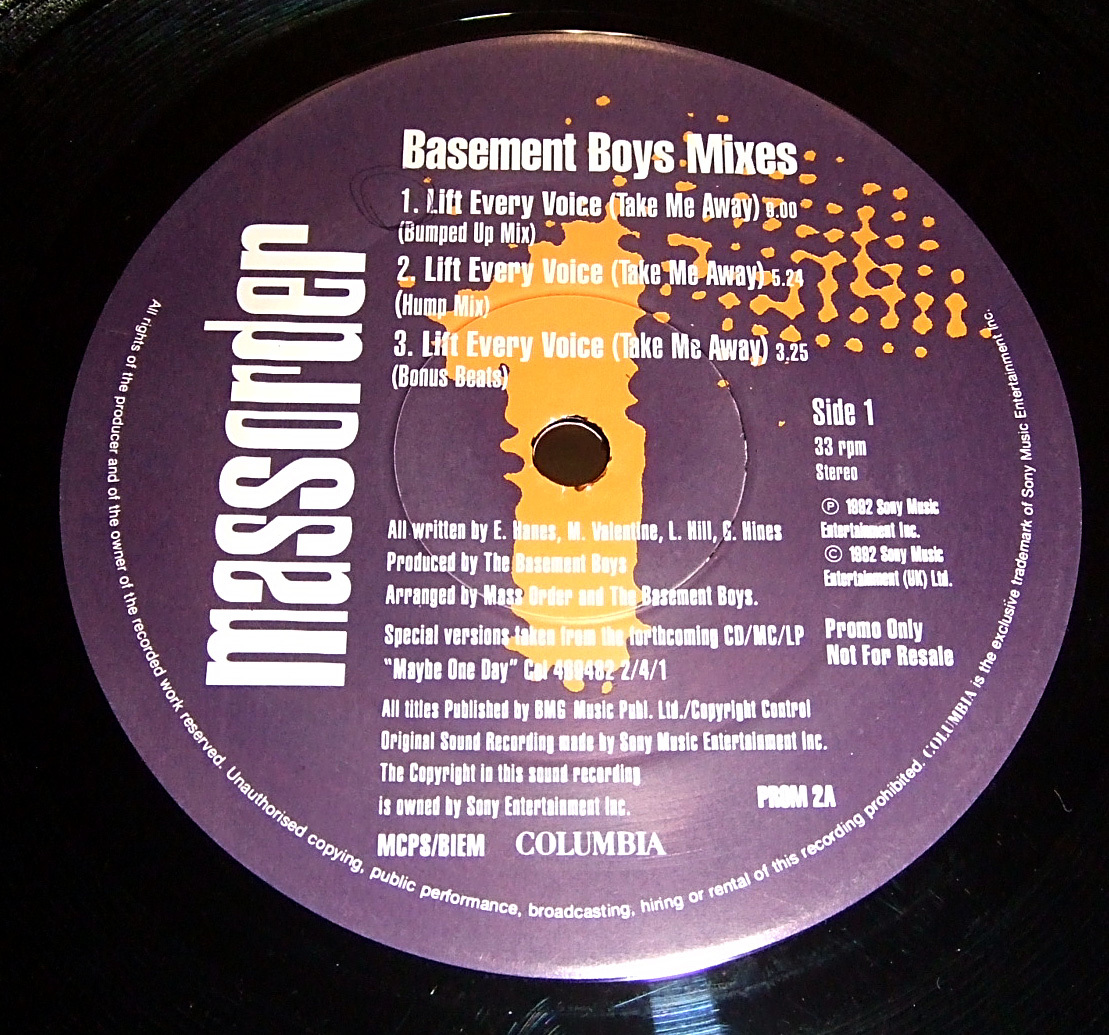 Basement Boys Mixes
1. Lift Every Voice (Take Me Away) 9.00
(Bumped Up Mix)
2. Lift Every Voice (Take Me Away) 5.24
(Hump Mix)
3. Lift Every Voice (Take Me Away) 3.25
(Bonus Beats)
massorden
Side 1
33 rpm
Stereo
Ⓟ 1992 Sony Music
Entertainment Inc.
© 1992 Sony Music
Entertainment (UK) Ltd.
Promo Only
Not For Resale
All written by E. Hanes, M. Valentine, L. Hill, G. Hines
Produced by The Basement Boys
Arranged by Mass Order and The Basement Boys.
Special versions taken from the forthcoming CD/MC/LP
"Maybe One Day" Col 469482 2/4/1
All titles Published by BMG Music Publ. Ltd./Copyright Control
Original Sound Recording made by Sony Music Entertainment Inc.
The Copyright in this sound recording
is owned by Sony Entertainment Inc.
PROM 2A
MCPS/BIEM COLUMBIA
All rights of the producer and of the owner of the recorded work reserved. Unauthorised copying, public performance, broadcasting, hiring or rental of this recording prohibited. COLUMBIA is the exclusive trademark of Sony Music Entertainment Inc.